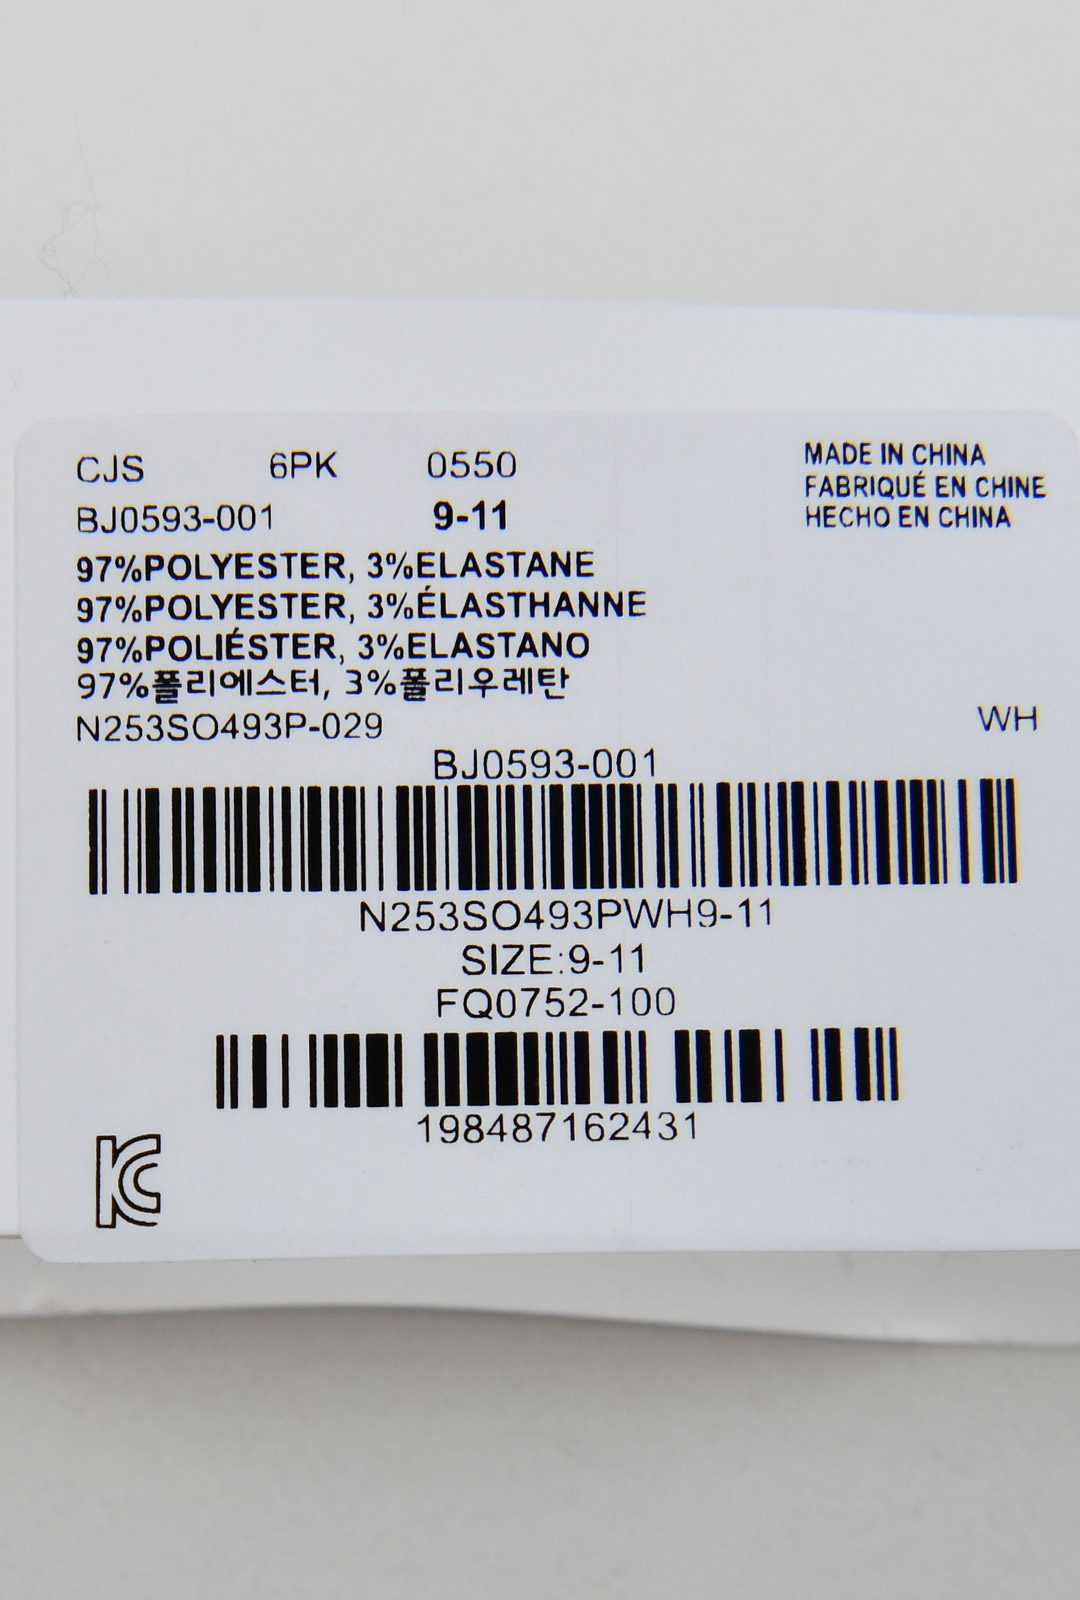 CJS 6PK 0550
BJ0593-001 9-11
MADE IN CHINA
FABRIQUÉ EN CHINE
HECHO EN CHINA
97%POLYESTER, 3%ELASTANE
97%POLYESTER, 3%ÉLASTHANNE
97%POLIÉSTER, 3%ELASTANO
97%폴리에스터, 3%폴리우레탄
N253SO493P-029 WH
BJ0593-001
N253SO493PWH9-11
SIZE:9-11
FQ0752-100
198487162431
KC